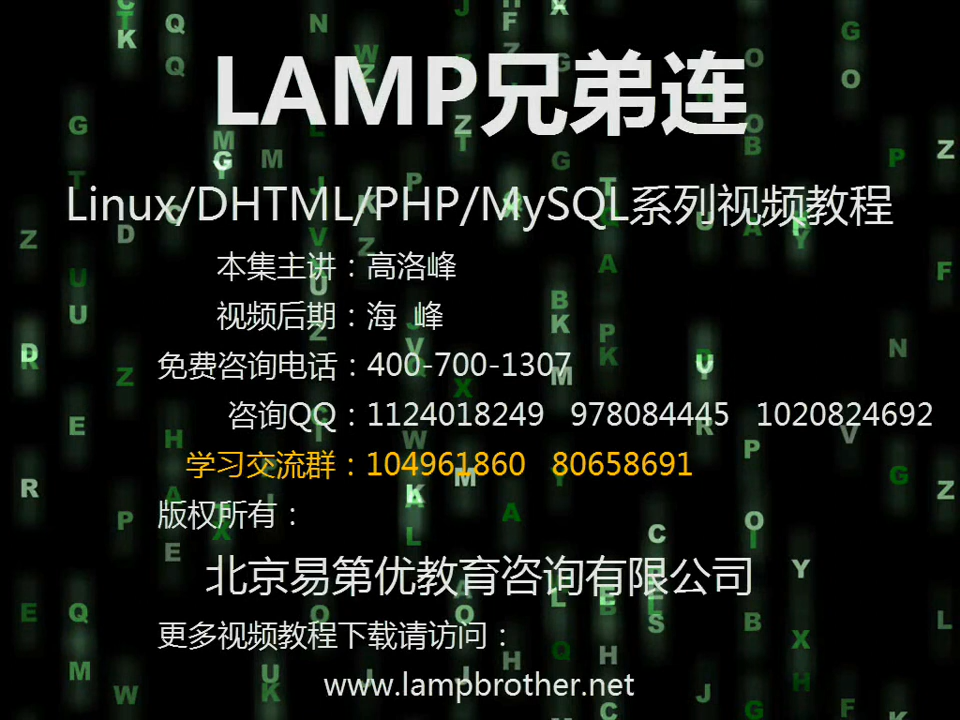 LAMP兄弟连
Linux/DHTML/PHP/MySQL系列视频教程
本集主讲：高洛峰
视频后期：海 峰
免费咨询电话：400-700-1307
咨询QQ：1124018249 978084445 1020824692
学习交流群：104961860 80658691
版权所有：
北京易第优教育咨询有限公司
更多视频教程下载请访问：
www.lampbrother.net